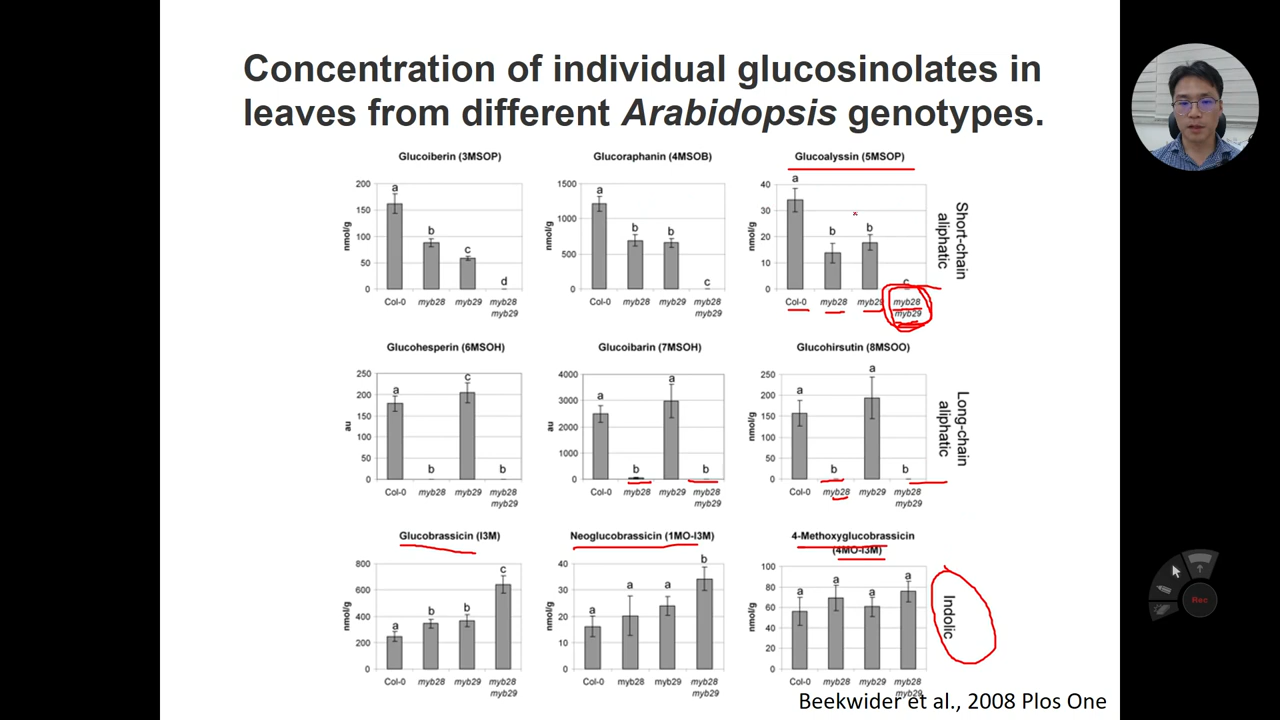 Concentration of individual glucosinolates in
leaves from different Arabidopsis genotypes.
Glucoiberin (3MSOP)
200
150
100
50
0
nmol/g
a
b
c
d
Col-0
myb28
myb29
myb28
myb29
Glucoraphanin (4MSOB)
1500
1000
500
0
nmol/g
a
b
b
c
Col-0
myb28
myb29
myb28
myb29
Glucoalyssin (5MSOP)
40
30
20
10
0
nmol/g
a
b
b
c
Col-0
myb28
myb29
myb28
myb29
Short-chain
aliphatic
Glucohesperin (6MSOH)
250
200
150
100
50
0
au
a
b
c
b
Col-0
myb28
myb29
myb28
myb29
Glucoibarin (7MSOH)
4000
3000
2000
1000
0
au
a
b
a
b
Col-0
myb28
myb29
myb28
myb29
Glucohirsutin (8MSOO)
250
200
150
100
50
0
nmol/g
a
b
a
b
Col-0
myb28
myb29
myb28
myb29
Long-chain
aliphatic
Glucobrassicin (I3M)
800
600
400
200
0
nmol/g
a
b
b
c
Col-0
myb28
myb29
myb28
myb29
Neoglucobrassicin (1MO-I3M)
40
30
20
10
0
nmol/g
a
a
a
b
Col-0
myb28
myb29
myb28
myb29
4-Methoxyglucobrassicin
(4MO-I3M)
100
80
60
40
20
0
nmol/g
a
a
a
a
Col-0
myb28
myb29
myb28
myb29
Indolic
Rec
Beekwider et al., 2008 Plos One